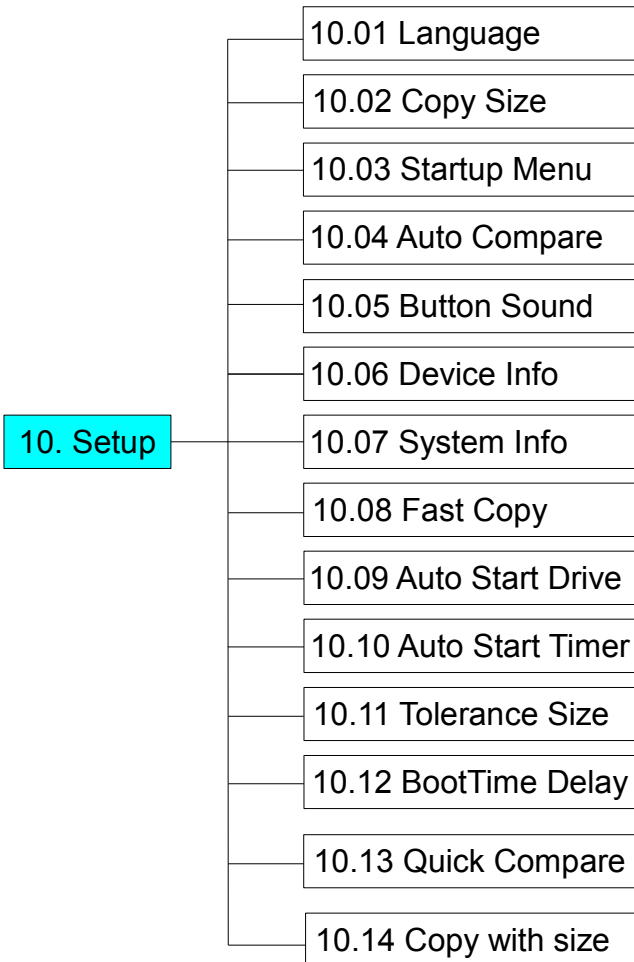 10.01 Language
10.02 Copy Size
10.03 Startup Menu
10.04 Auto Compare
10.05 Button Sound
10.06 Device Info
10. Setup
10.07 System Info
10.08 Fast Copy
10.09 Auto Start Drive
10.10 Auto Start Timer
10.11 Tolerance Size
10.12 BootTime Delay
10.13 Quick Compare
10.14 Copy with size